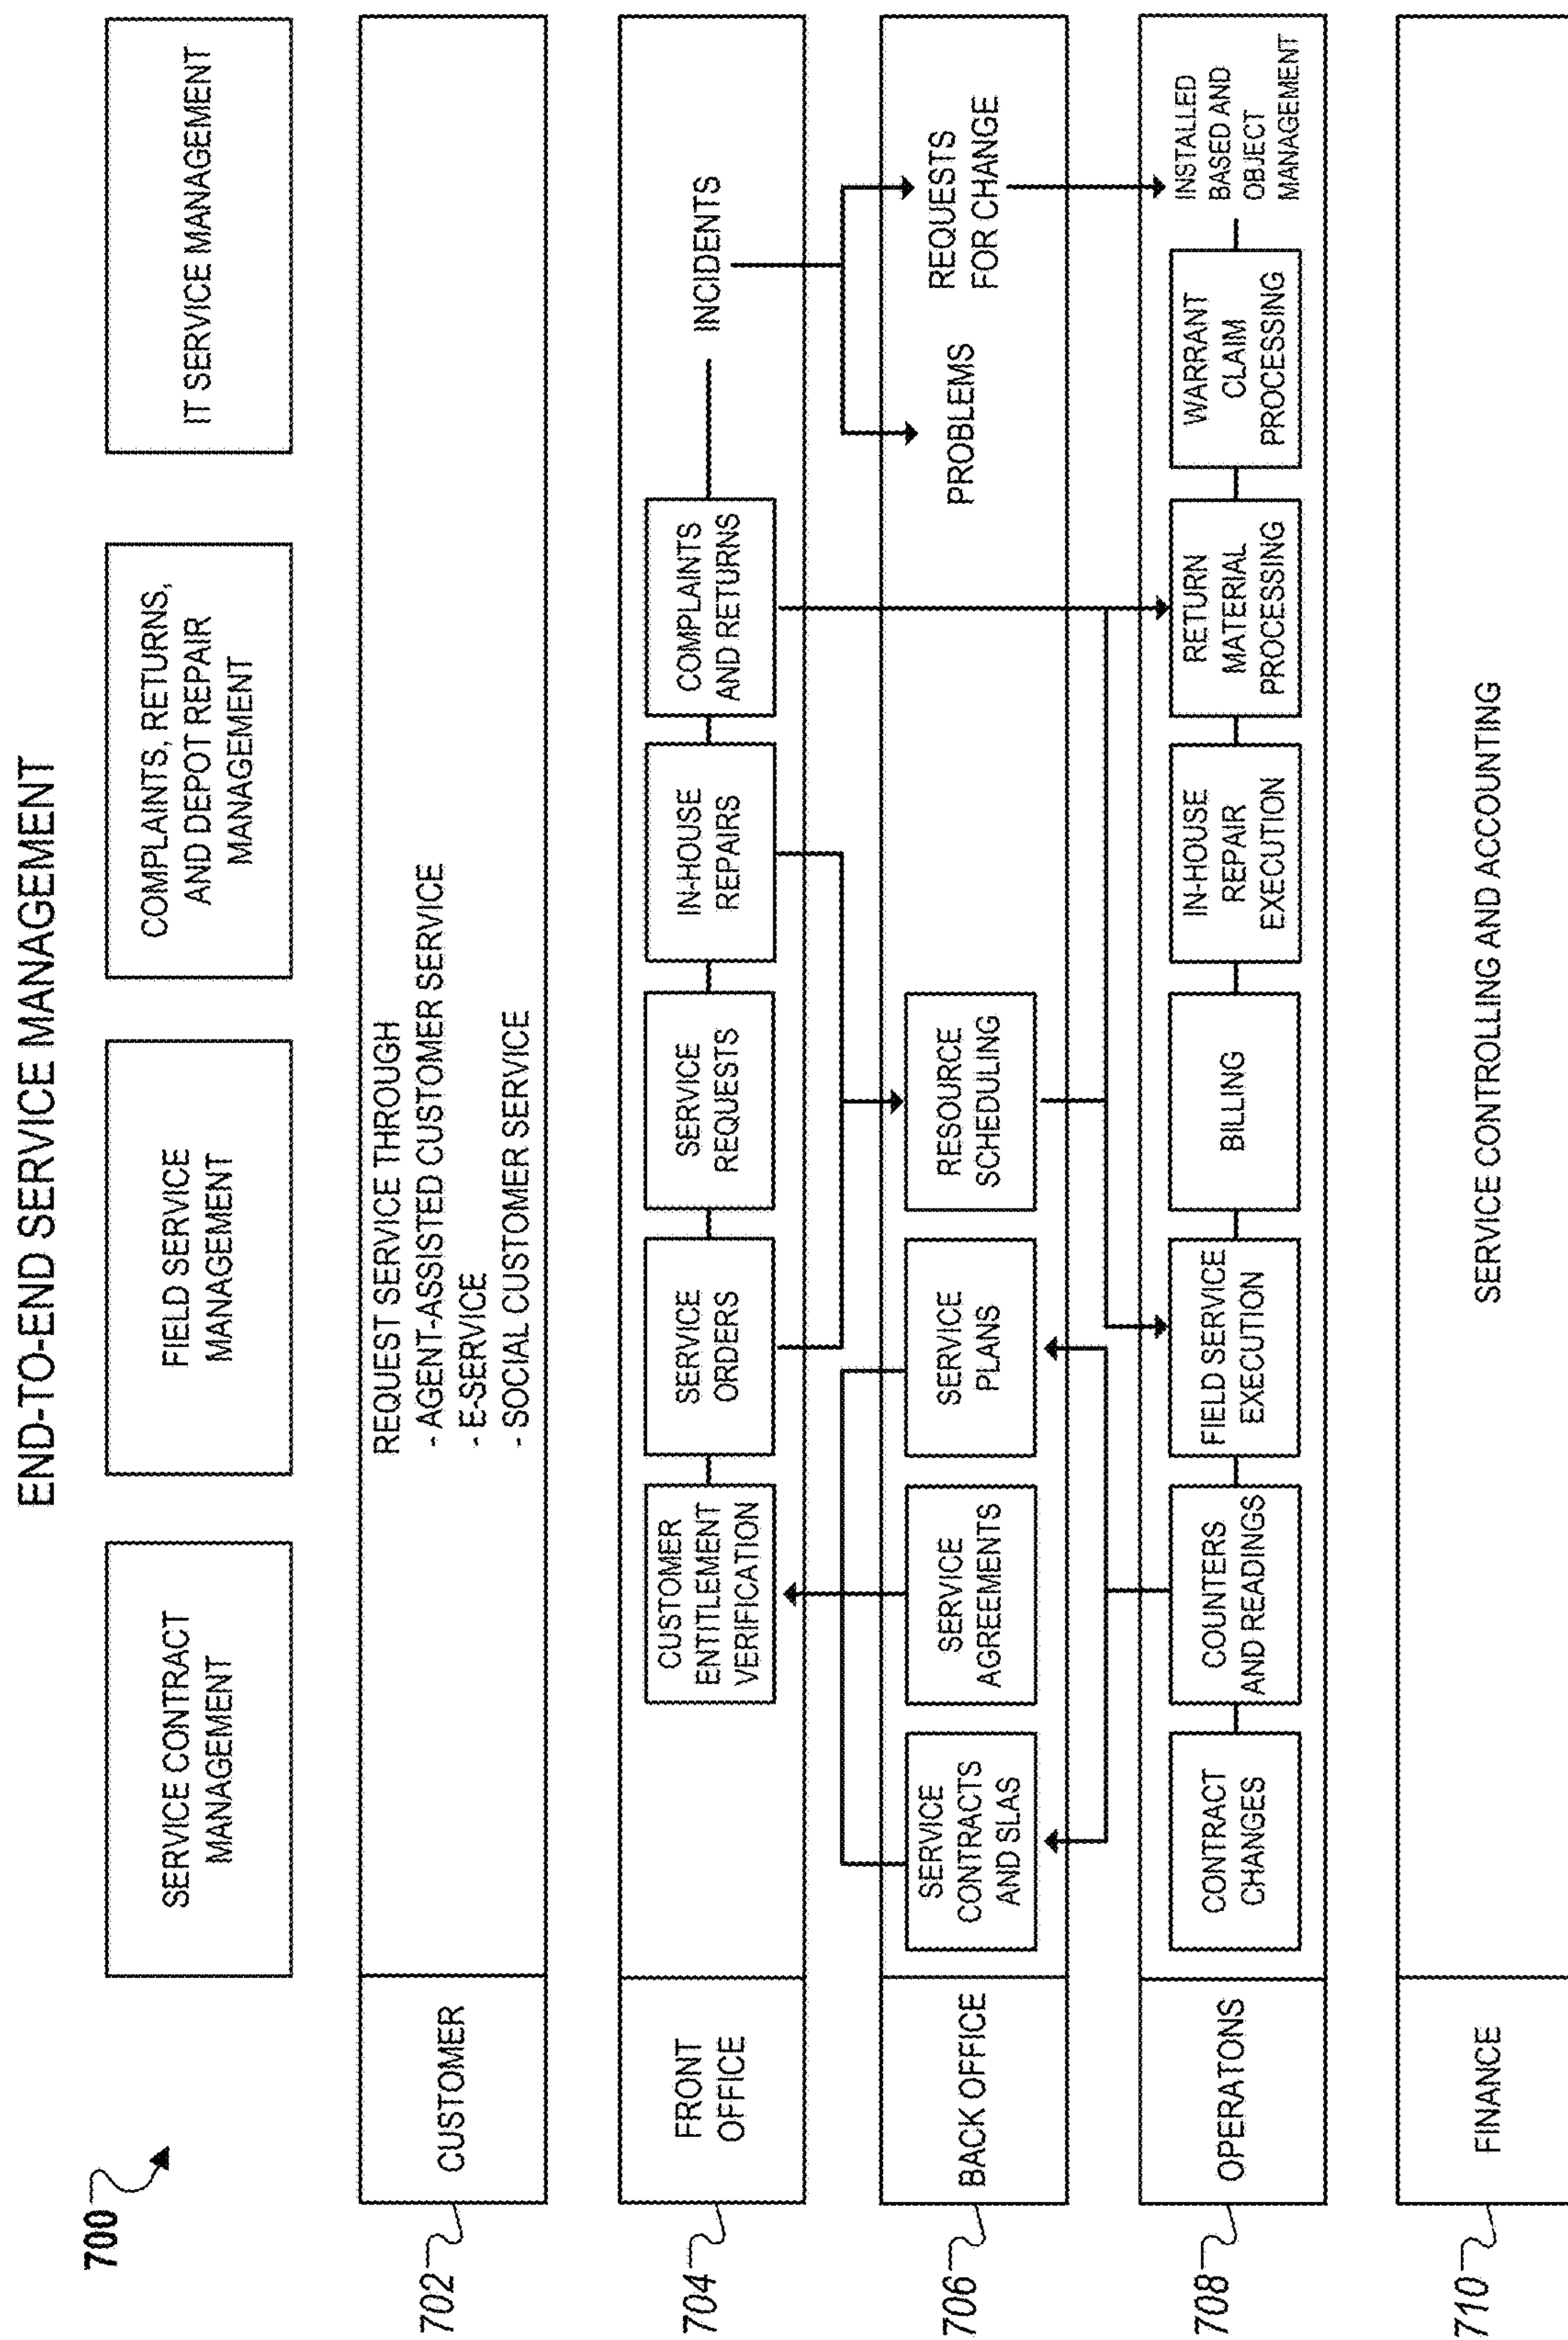 END-TO-END SERVICE MANAGEMENT
700
SERVICE CONTRACT
MANAGEMENT
FIELD SERVICE
MANAGEMENT
COMPLAINTS, RETURNS,
AND DEPOT REPAIR
MANAGEMENT
IT SERVICE MANAGEMENT
702
CUSTOMER
REQUEST SERVICE THROUGH
- AGENT-ASSISTED CUSTOMER SERVICE
- E-SERVICE
- SOCIAL CUSTOMER SERVICE
704
FRONT
OFFICE
CUSTOMER
ENTITLEMENT
VERIFICATION
SERVICE
ORDERS
SERVICE
REQUESTS
IN-HOUSE
REPAIRS
COMPLAINTS
AND RETURNS
INCIDENTS
706
BACK OFFICE
SERVICE
CONTRACTS
AND SLAS
SERVICE
AGREEMENTS
SERVICE
PLANS
RESOURCE
SCHEDULING
PROBLEMS
REQUESTS
FOR CHANGE
708
OPERATONS
CONTRACT
CHANGES
COUNTERS
AND READINGS
FIELD SERVICE
EXECUTION
BILLING
IN-HOUSE
REPAIR
EXECUTION
RETURN
MATERIAL
PROCESSING
WARRANT
CLAIM
PROCESSING
INSTALLED
BASED AND
OBJECT
MANAGEMENT
710
FINANCE
SERVICE CONTROLLING AND ACCOUNTING